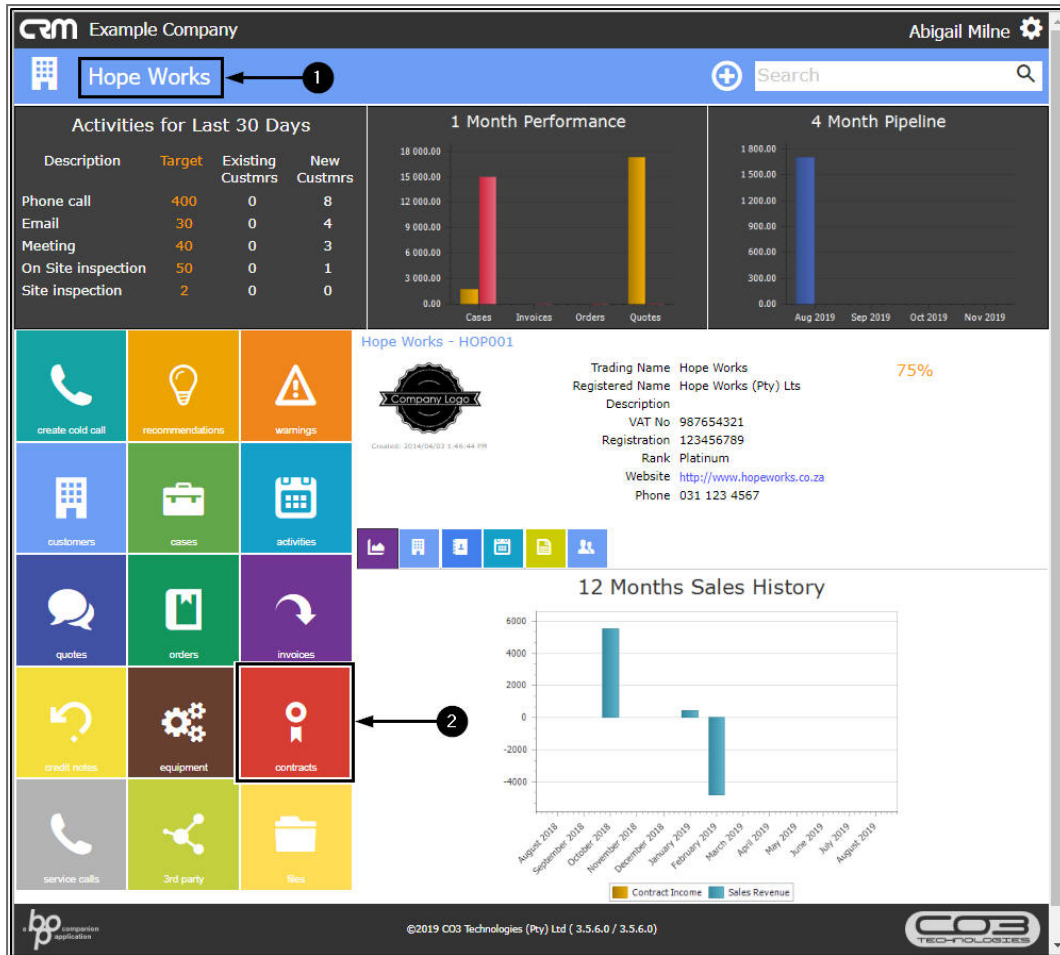 CRM Example Company
Abigail Milne
Hope Works
1
Search
Activities for Last 30 Days
Description Target Existing Custmrs New Custmrs
Phone call 400 0 8
Email 30 0 4
Meeting 40 0 3
On Site inspection 50 0 1
Site inspection 2 0 0
1 Month Performance
18 000.00
15 000.00
12 000.00
9 000.00
6 000.00
3 000.00
0.00
Cases Invoices Orders Quotes
4 Month Pipeline
1 800.00
1 500.00
1 200.00
900.00
600.00
300.00
0.00
Aug 2019 Sep 2019 Oct 2019 Nov 2019
create cold call recommendations warnings
customers cases activities
quotes orders invoices
credit notes equipment contracts
2
service calls 3rd party files
Hope Works - HOP001
Company Logo
Created: 2014/04/03 1:46:44 PM
Trading Name Hope Works
Registered Name Hope Works (Pty) Lts
Description
VAT No 987654321
Registration 123456789
Rank Platinum
Website http://www.hopeworks.co.za
Phone 031 123 4567
75%
12 Months Sales History
6000
4000
2000
0
-2000
-4000
August 2018 September 2018 October 2018 November 2018 December 2018 January 2019 February 2019 March 2019 April 2019 May 2019 June 2019 July 2019 August 2019
Contract Income Sales Revenue
a bp companion application
©2019 CO3 Technologies (Pty) Ltd ( 3.5.6.0 / 3.5.6.0)
CO3 TECHNOLOGIES